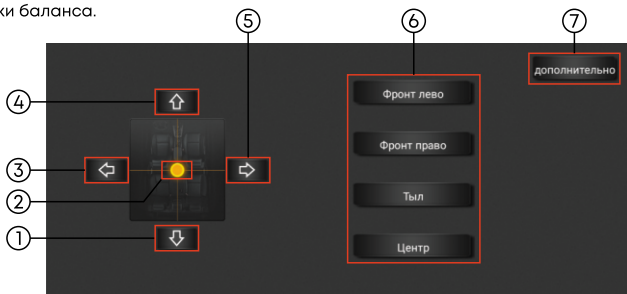 ки баланса.
5
6
7
дополнительно
4
Фронт лево
Фронт право
3
2
Тыл
1
Центр